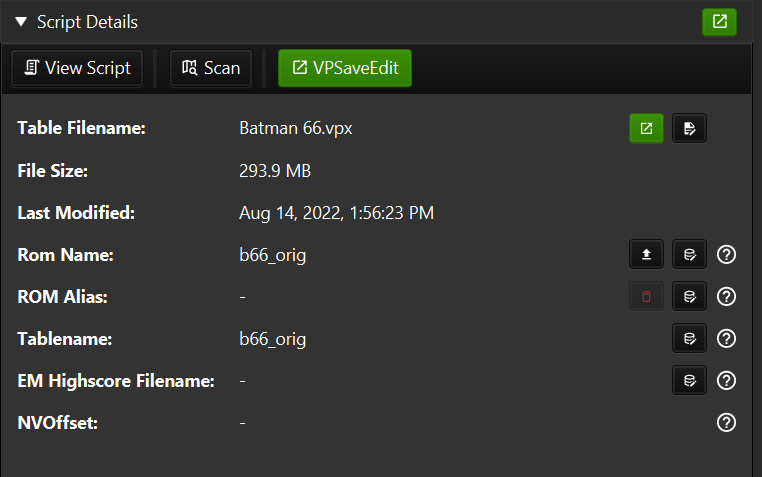 Script Details
View Script Scan VPSaveEdit
Table Filename: Batman 66.vpx
File Size: 293.9 MB
Last Modified: Aug 14, 2022, 1:56:23 PM
Rom Name: b66_orig
ROM Alias: -
Tablename: b66_orig
EM Highscore Filename: -
NVOffset: -